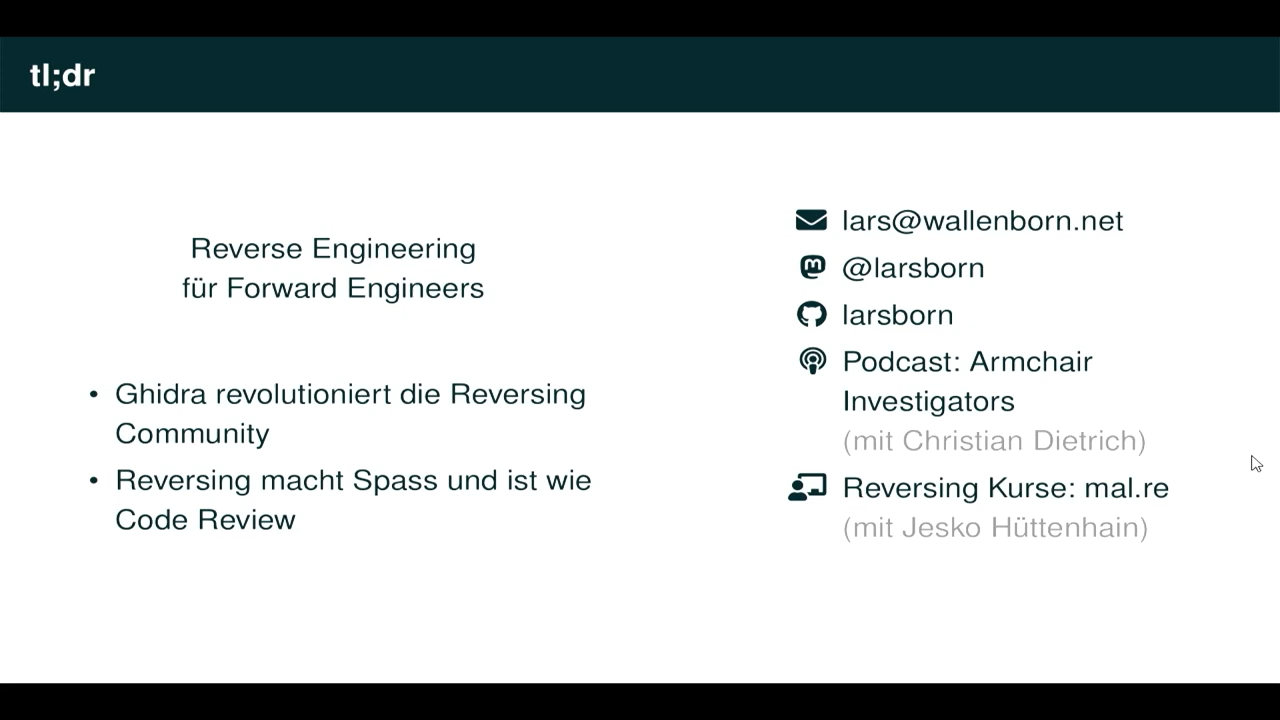 tl;dr
Reverse Engineering
für Forward Engineers
• Ghidra revolutioniert die Reversing
Community
• Reversing macht Spass und ist wie
Code Review
lars@wallenborn.net
@larsborn
larsborn
Podcast: Armchair
Investigators
(mit Christian Dietrich)
Reversing Kurse: mal.re
(mit Jesko Hüttenhain)